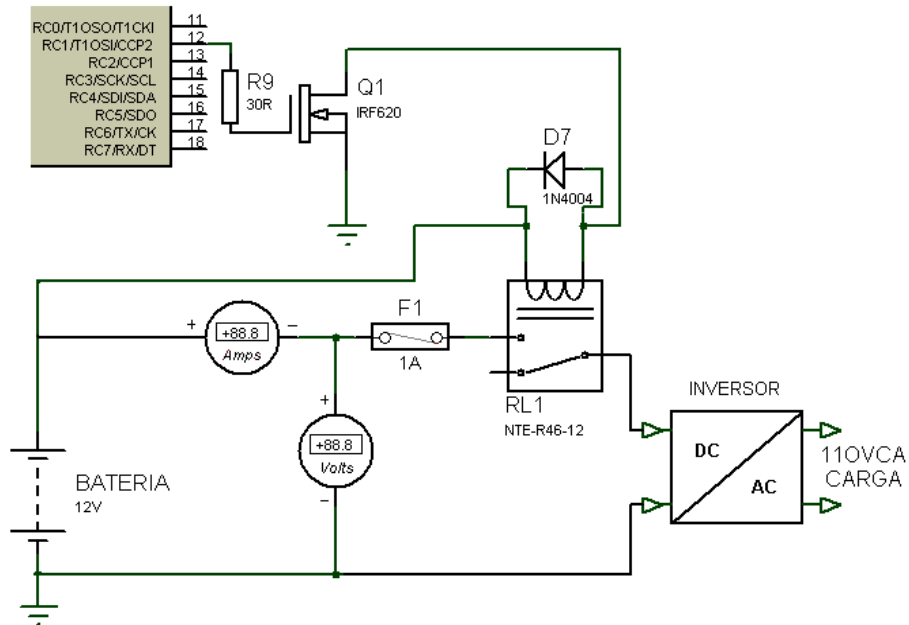 RC0/T1OSO/T1CKI 11
RC1/T1OSI/CCP2 12
RC2/CCP1 13
RC3/SCK/SCL 14
RC4/SDI/SDA 15
RC5/SDO 16
RC6/TX/CK 17
RC7/RX/DT 18
R9
30R
Q1
IRF620
D7
1N4004
+ +88.8 −
Amps
F1
1A
RL1
NTE-R46-12
+
+88.8
Volts
−
BATERIA
12V
INVERSOR
DC
AC
110VCA
CARGA